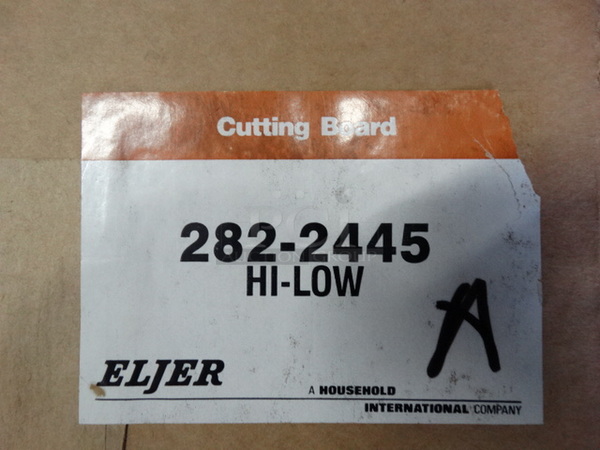 Cutting Board
282-2445
HI-LOW
A
ELJER
A HOUSEHOLD
INTERNATIONAL COMPANY